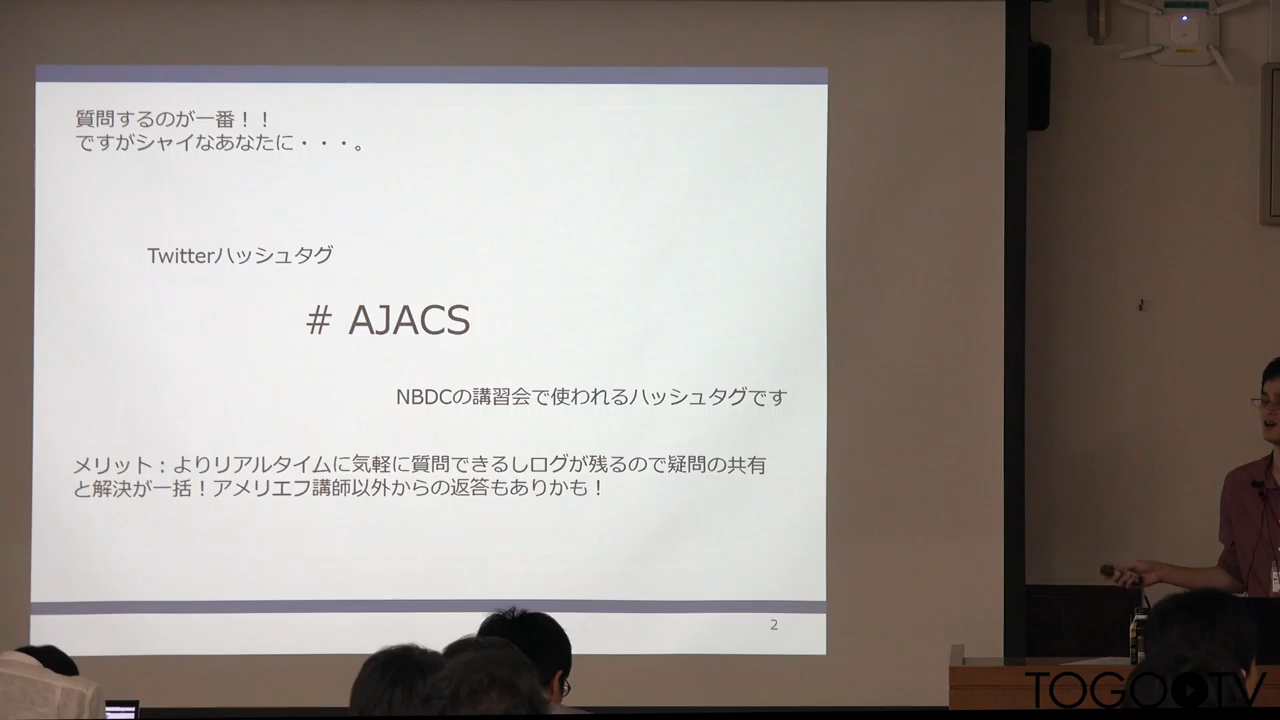 質問するのが一番！！
ですがシャイなあなたに・・・。
Twitterハッシュタグ
# AJACS
NBDCの講習会で使われるハッシュタグです
メリット：よりリアルタイムに気軽に質問できるしログが残るので疑問の共有
と解決が一括！アメリエフ講師以外からの返答もありかも！
2
TOGOTV